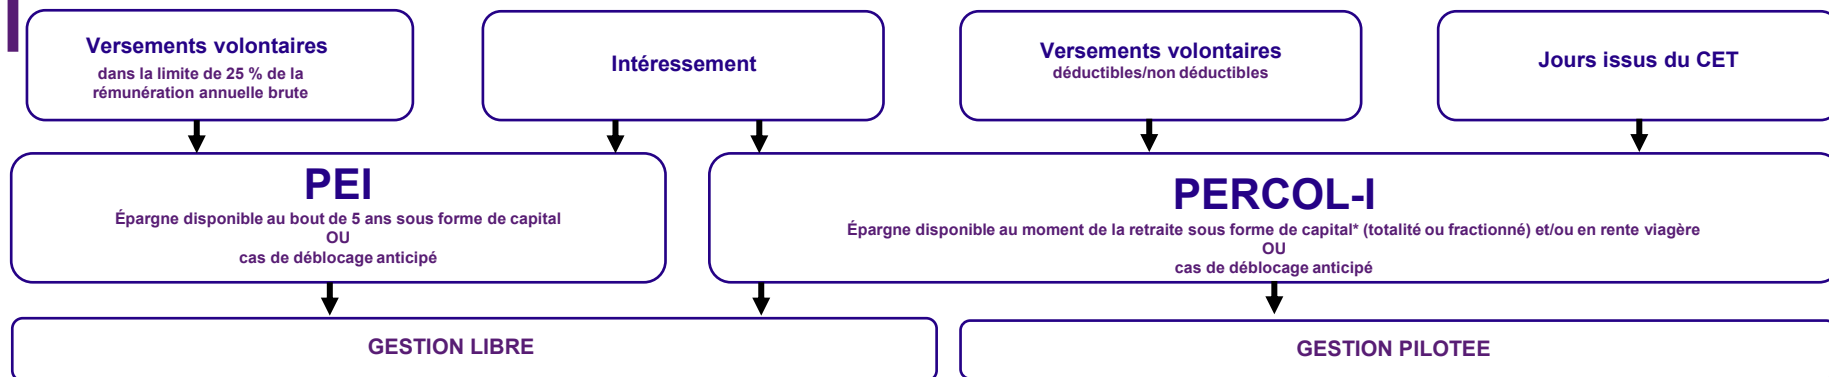 Versements volontaires
dans la limite de 25 % de la
rémunération annuelle brute
Intéressement
Versements volontaires
déductibles/non déductibles
Jours issus du CET
PEI
Épargne disponible au bout de 5 ans sous forme de capital
OU
cas de déblocage anticipé
PERCOL-I
Épargne disponible au moment de la retraite sous forme de capital* (totalité ou fractionné) et/ou en rente viagère
OU
cas de déblocage anticipé
GESTION LIBRE
GESTION PILOTEE